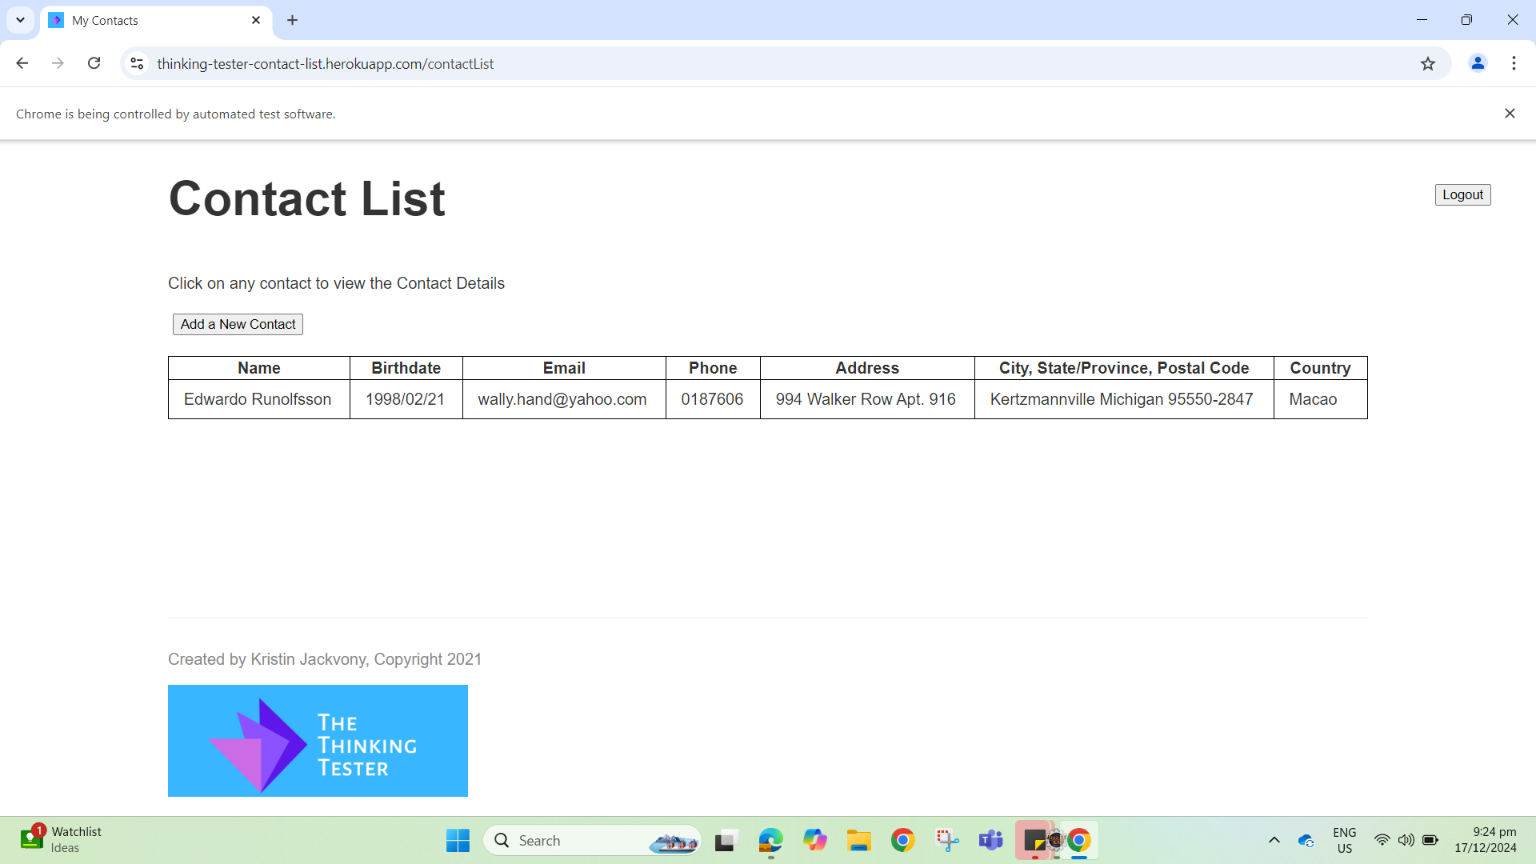 My Contacts
thinking-tester-contact-list.herokuapp.com/contactList
Chrome is being controlled by automated test software.
Contact List
Logout
Click on any contact to view the Contact Details
Add a New Contact
Name Birthdate Email Phone Address City, State/Province, Postal Code Country
Edwardo Runolfsson 1998/02/21 wally.hand@yahoo.com 0187606 994 Walker Row Apt. 916 Kertzmannville Michigan 95550-2847 Macao
Created by Kristin Jackvony, Copyright 2021
THE
THINKING
TESTER
1
Watchlist
Ideas
Search
ENG
US
9:24 pm
17/12/2024